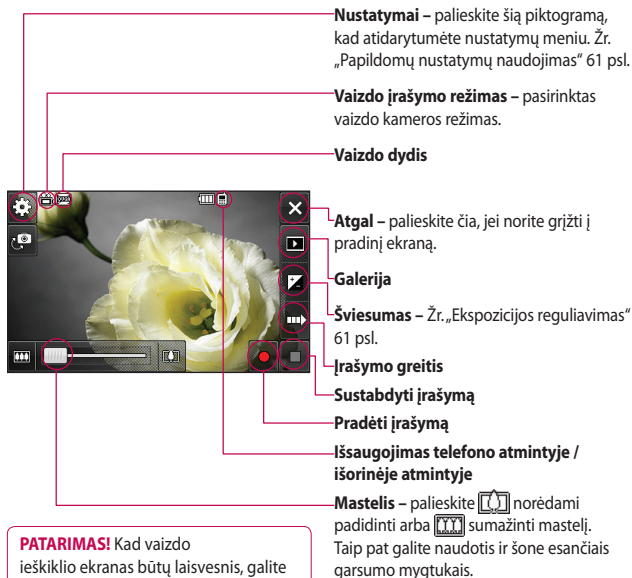 Nustatymai – palieskite šią piktogramą,
kad atidarytumėte nustatymų meniu. Žr.
„Papildomų nustatymų naudojimas“ 61 psl.
Vaizdo įrašymo režimas – pasirinktas
vaizdo kameros režimas.
Vaizdo dydis
Atgal – palieskite čia, jei norite grįžti į
pradinį ekraną.
Galerija
Šviesumas – Žr. „Ekspozicijos reguliavimas“
61 psl.
Įrašymo greitis
Sustabdyti įrašymą
Pradėti įrašymą
Išsaugojimas telefono atmintyje /
išorinėje atmintyje
Mastelis – palieskite norėdami
padidinti arba sumažinti mastelį.
Taip pat galite naudotis ir šone esančiais
garsumo mygtukais.
PATARIMAS! Kad vaizdo
ieškiklio ekranas būtų laisvesnis, galite